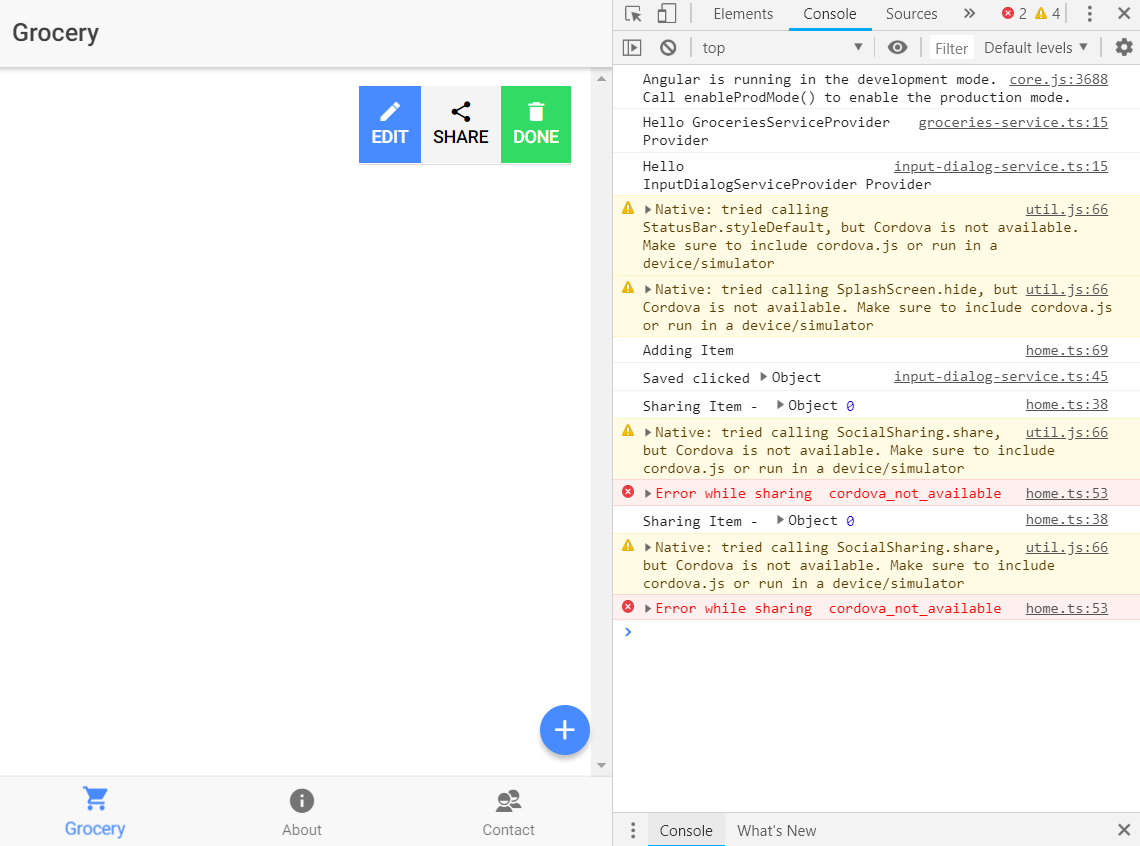 Grocery
EDIT
SHARE
DONE
Grocery
About
Contact
Elements Console Sources » 2 4
top Filter Default levels
Angular is running in the development mode. core.js:3688
Call enableProdMode() to enable the production mode.
Hello GroceriesServiceProvider groceries-service.ts:15
Provider
Hello input-dialog-service.ts:15
InputDialogServiceProvider Provider
Native: tried calling util.js:66
StatusBar.styleDefault, but Cordova is not available.
Make sure to include cordova.js or run in a
device/simulator
Native: tried calling SplashScreen.hide, but util.js:66
Cordova is not available. Make sure to include cordova.js
or run in a device/simulator
Adding Item home.ts:69
Saved clicked Object input-dialog-service.ts:45
Sharing Item - Object 0 home.ts:38
Native: tried calling SocialSharing.share, util.js:66
but Cordova is not available. Make sure to include
cordova.js or run in a device/simulator
Error while sharing cordova_not_available home.ts:53
Sharing Item - Object 0 home.ts:38
Native: tried calling SocialSharing.share, util.js:66
but Cordova is not available. Make sure to include
cordova.js or run in a device/simulator
Error while sharing cordova_not_available home.ts:53
Console What's New